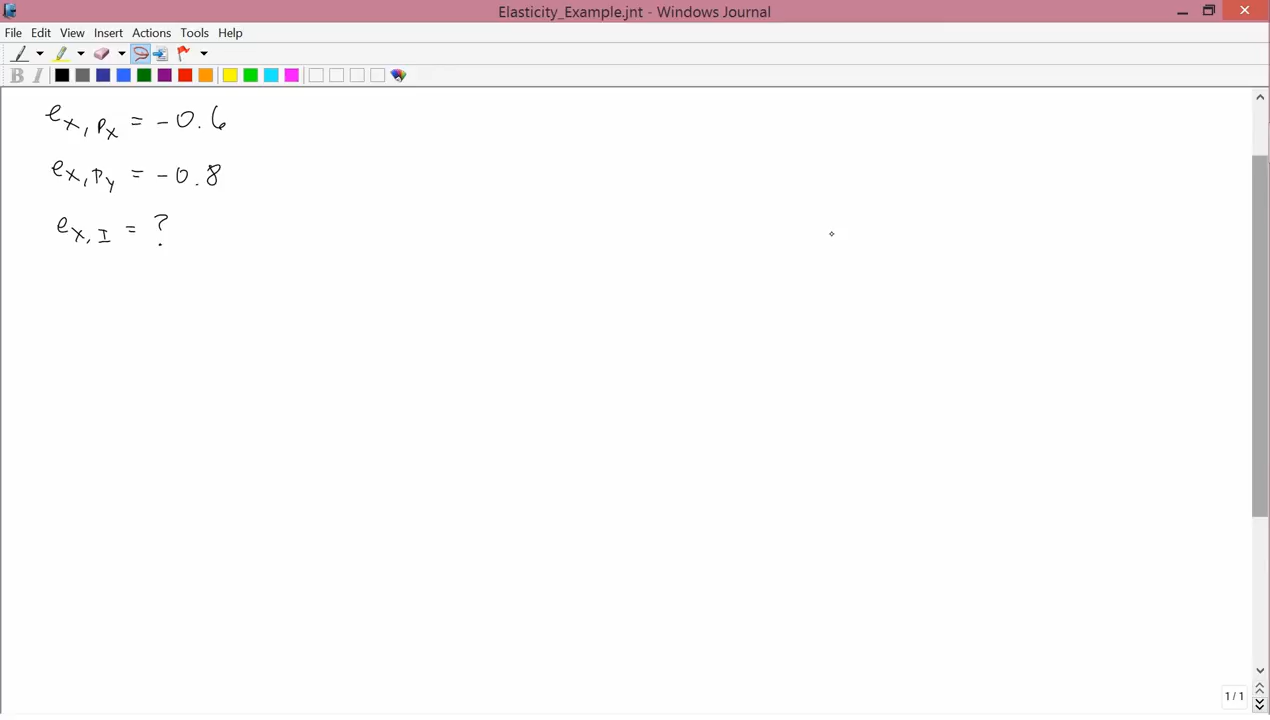 Elasticity_Example.jnt - Windows Journal
File Edit View Insert Actions Tools Help
B I
e_{X, P_X} = -0.6
e_{X, P_Y} = -0.8
e_{X, I} = ?
1 / 1